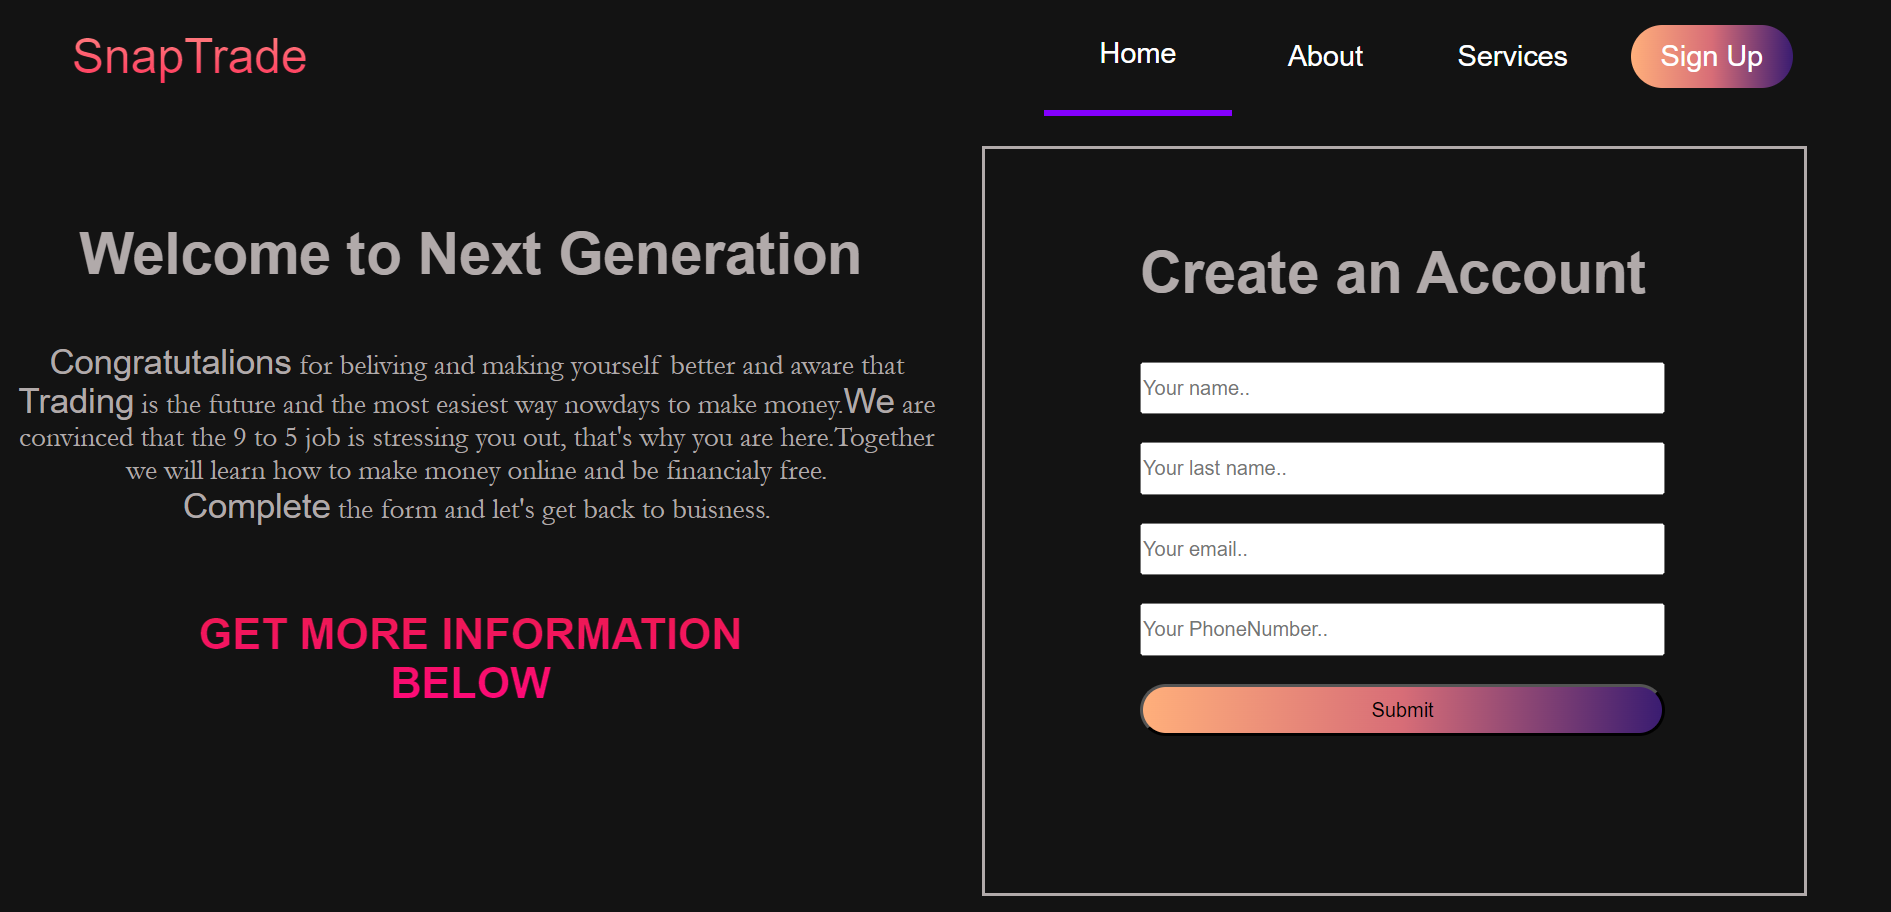 SnapTrade
Home
About
Services
Sign Up
Welcome to Next Generation
Congratutalions for beliving and making yourself better and aware that
Trading is the future and the most easiest way nowdays to make money.We are
convinced that the 9 to 5 job is stressing you out, that's why you are here.Together
we will learn how to make money online and be financialy free.
Complete the form and let's get back to buisness.
GET MORE INFORMATION
BELOW
Create an Account
Your name..
Your last name..
Your email..
Your PhoneNumber..
Submit